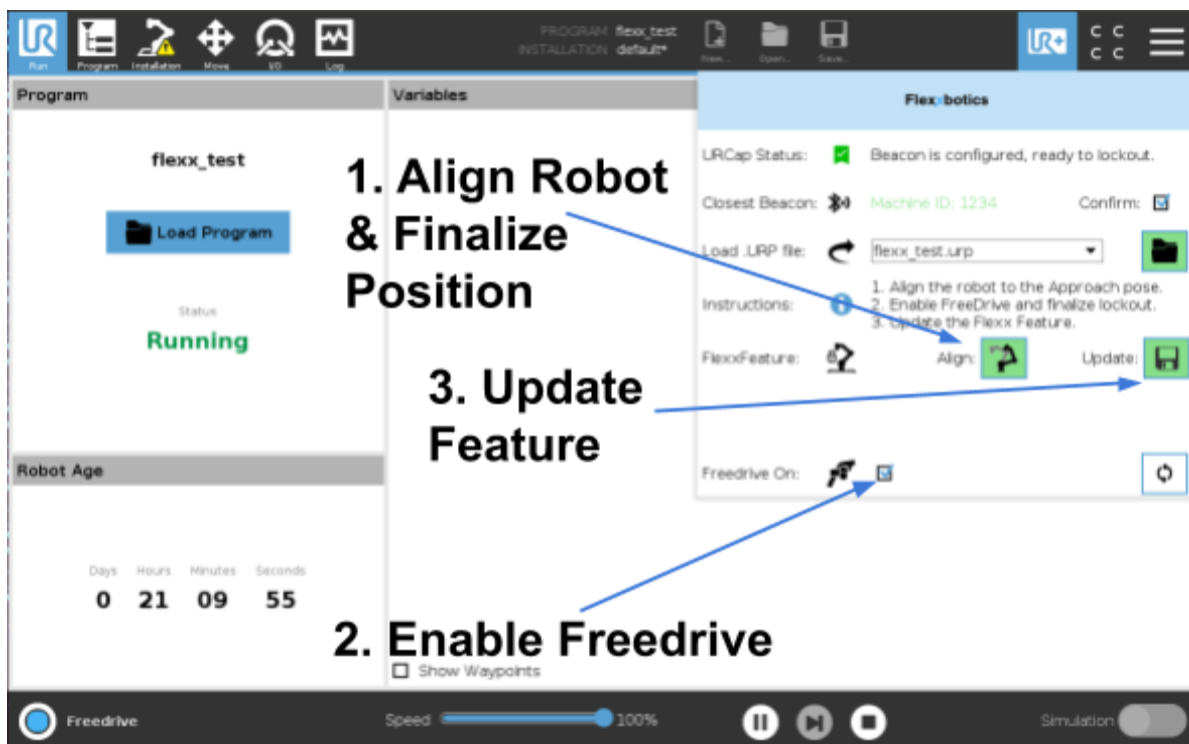 UR
PROGRAM flexx_test
INSTALLATION default*
Run
Program
Installation
Move
I/O
Log
New...
Open...
Save...
UR+
C C
C C
Program
flexx_test
Load Program
Status
Running
Robot Age
Days Hours Minutes Seconds
0 21 09 55
Variables
1. Align Robot
& Finalize
Position
3. Update
Feature
2. Enable Freedrive
Show Waypoints
Flexxbotics
URCap Status: Beacon is configured, ready to lockout.
Closest Beacon: Machine ID: 1234 Confirm:
Load .URP file: flexx_test.urp
Instructions:
1. Align the robot to the Approach pose.
2. Enable FreeDrive and finalize lockout.
3. Update the Flexx Feature.
FlexxFeature: Align: Update:
Freedrive On:
Freedrive
Speed 100%
Simulation